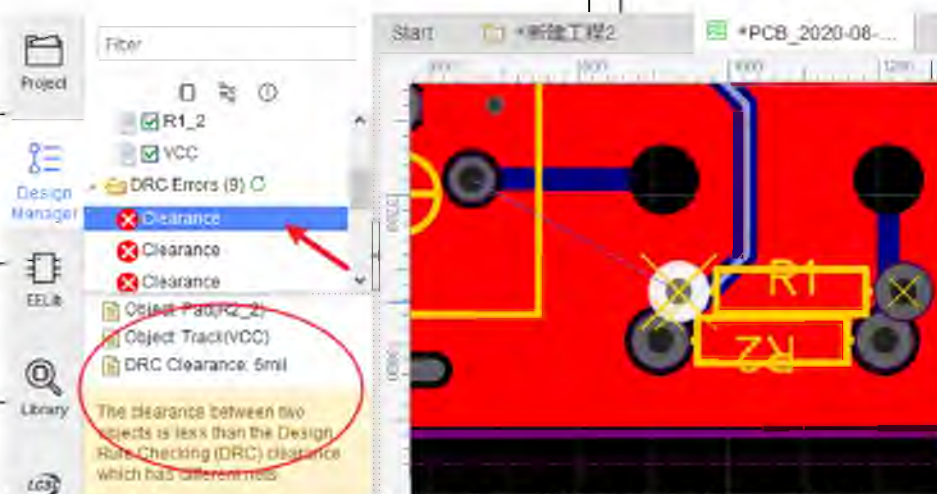 Start
*新建工程2
*PCB_2020-08-...
Filter
Project
R1_2
VCC
DRC Errors (9)
Design
Manager
Clearance
Clearance
Clearance
EELib
Object: Pad(R2_2)
Object: Track(VCC)
DRC Clearance: 6mil
Library
The clearance between two
objects is less than the Design
Rule Checking (DRC) clearance
which has different nets
LCSC
R1
R2